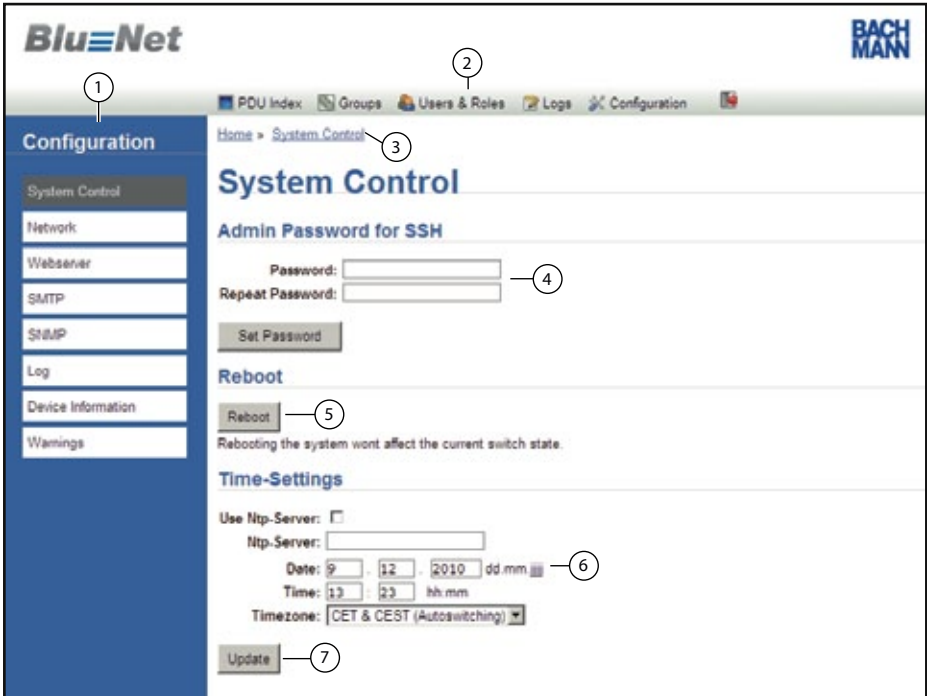 Blu≡Net
BACH
MANN
1
2
PDU Index Groups Users & Roles Logs Configuration
Configuration
System Control
Network
Webserver
SMTP
SNMP
Log
Device Information
Warnings
Home » System Control
3
System Control
Admin Password for SSH
Password:
Repeat Password:
4
Set Password
Reboot
Reboot
5
Rebooting the system wont affect the current switch state.
Time-Settings
Use Ntp-Server:
Ntp-Server:
Date: 9 . 12 . 2010 dd.mm
6
Time: 13 : 23 hh:mm
Timezone: CET & CEST (Autoswitching)
Update
7